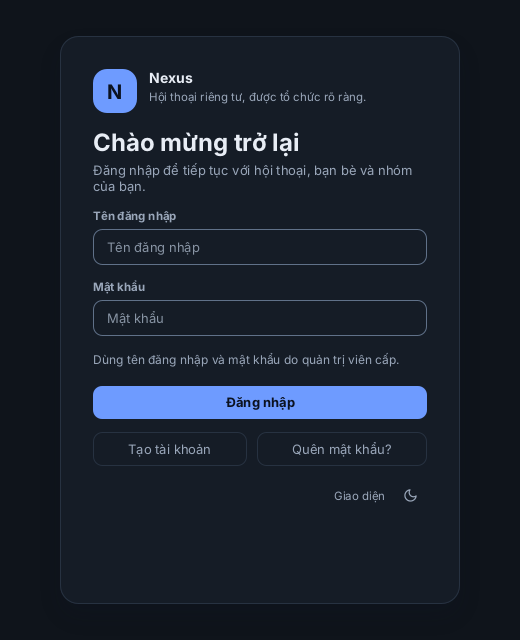 N
Nexus
Hội thoại riêng tư, được tổ chức rõ ràng.
Chào mừng trở lại
Đăng nhập để tiếp tục với hội thoại, bạn bè và nhóm
của bạn.
Tên đăng nhập
Tên đăng nhập
Mật khẩu
Mật khẩu
Dùng tên đăng nhập và mật khẩu do quản trị viên cấp.
Đăng nhập
Tạo tài khoản
Quên mật khẩu?
Giao diện